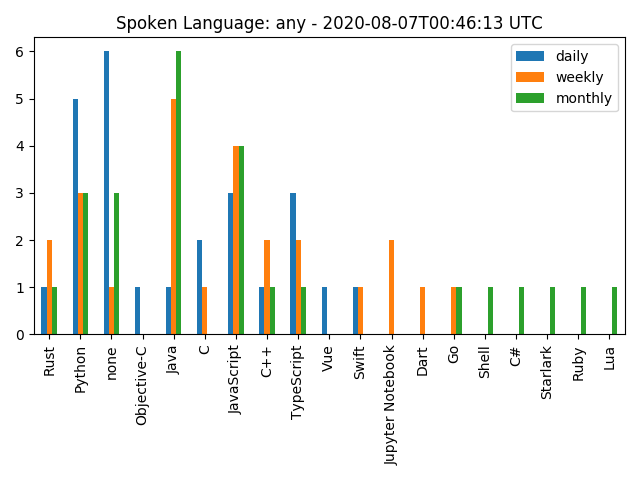 Spoken Language: any - 2020-08-07T00:46:13 UTC
daily
weekly
monthly
6
5
4
3
2
1
0
Rust
Python
none
Objective-C
Java
C
JavaScript
C++
TypeScript
Vue
Swift
Jupyter Notebook
Dart
Go
Shell
C#
Starlark
Ruby
Lua